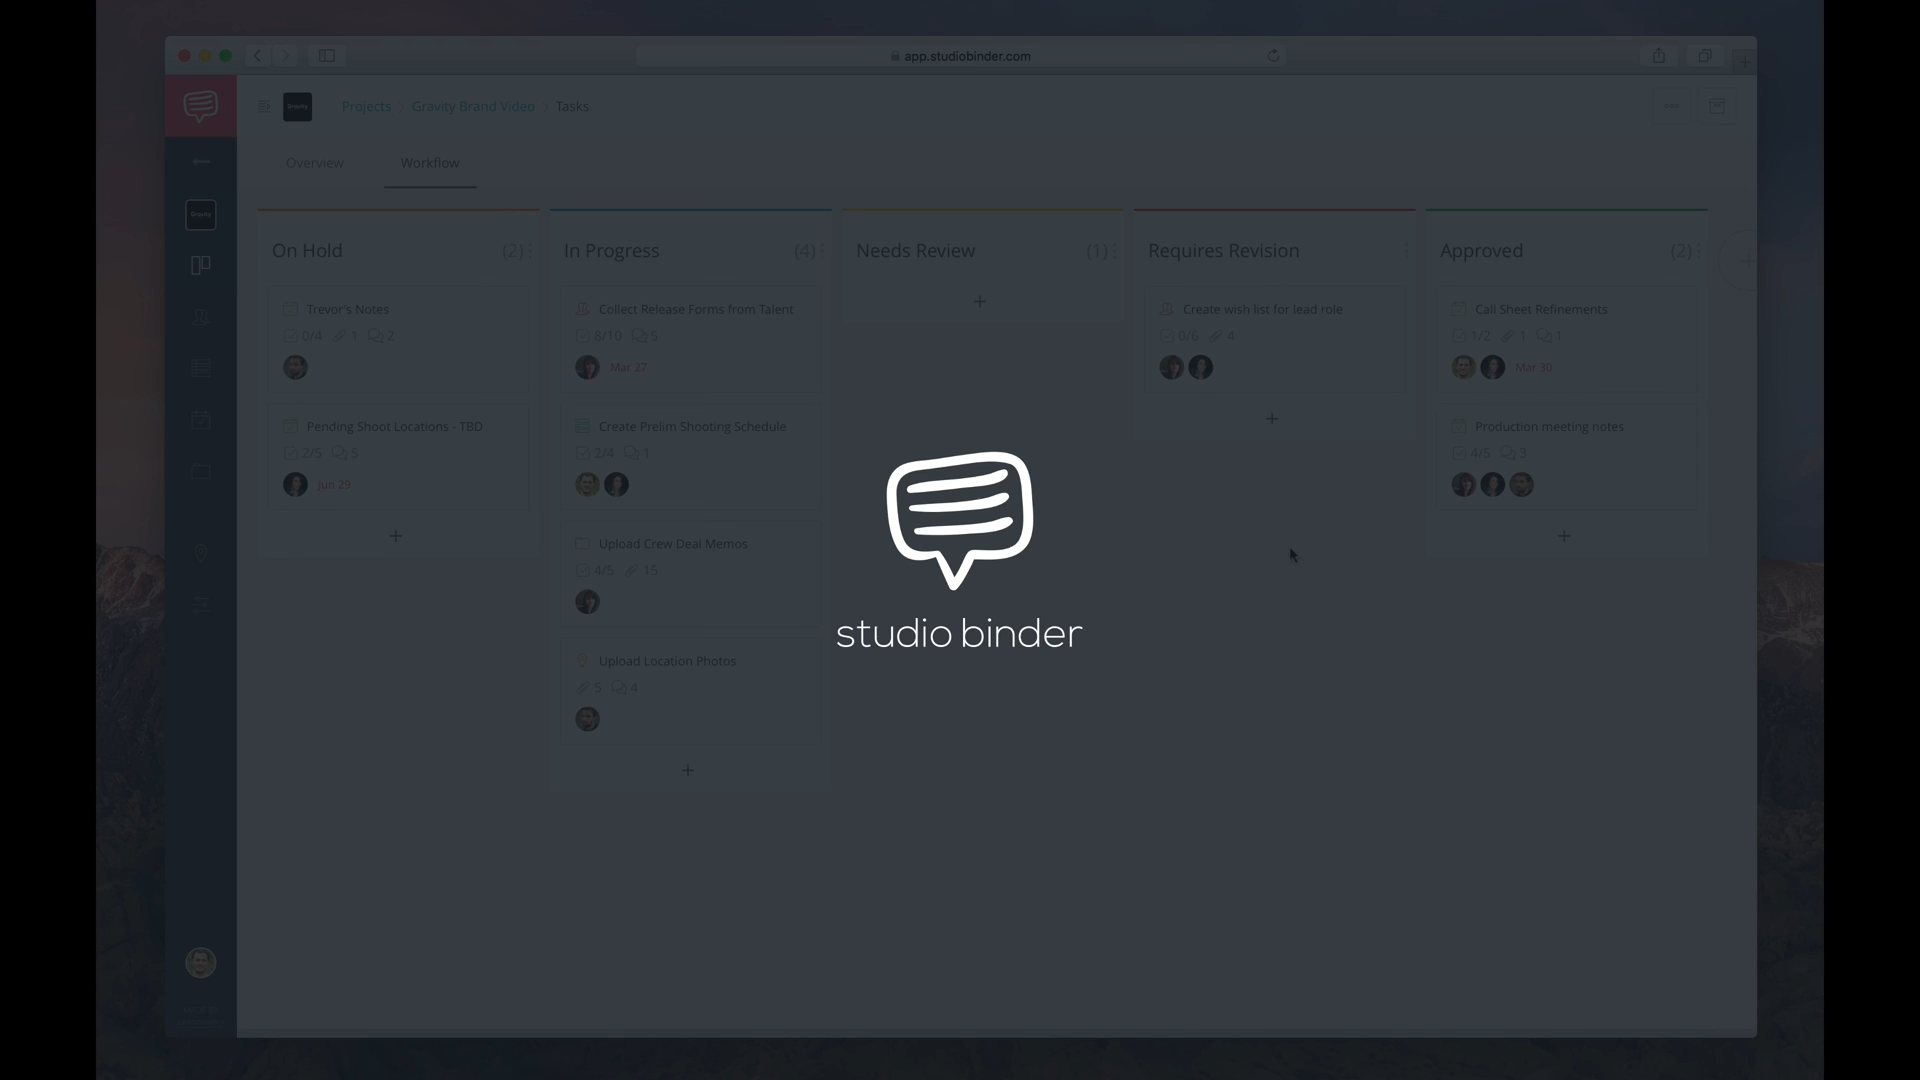 app.studiobinder.com
Gravity
Projects › Gravity Brand Video › Tasks
Overview Workflow
Gravity
On Hold (2)
Trevor's Notes
0/4 1 2
Pending Shoot Locations - TBD
2/5 5
Jun 29
+
In Progress (4)
Collect Release Forms from Talent
8/10 5
Mar 27
Create Prelim Shooting Schedule
2/4 1
Upload Crew Deal Memos
4/5 15
Upload Location Photos
5 4
+
Needs Review (1)
+
Requires Revision
Create wish list for lead role
0/6 4
+
Approved (2)
Call Sheet Refinements
1/2 1 1
Mar 30
Production meeting notes
4/5 3
+
studio binder